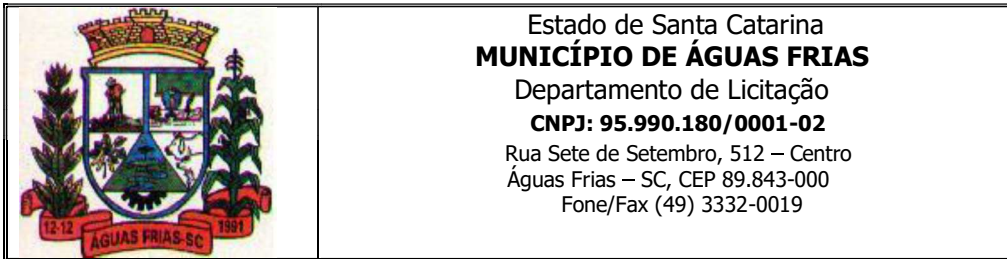 Estado de Santa Catarina
MUNICÍPIO DE ÁGUAS FRIAS
Departamento de Licitação
CNPJ: 95.990.180/0001-02
Rua Sete de Setembro, 512 – Centro
Águas Frias – SC, CEP 89.843-000
Fone/Fax (49) 3332-0019
12-12
ÁGUAS FRIAS-SC
1991